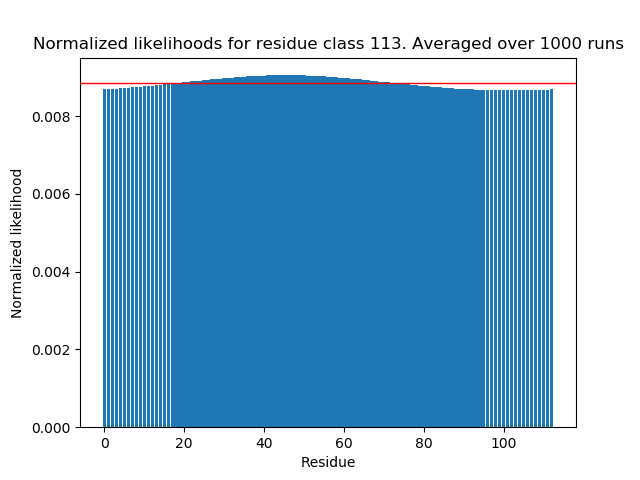 Normalized likelihoods for residue class 113. Averaged over 1000 runs
0.008
0.006
0.004
0.002
0.000
Normalized likelihood
0 20 40 60 80 100
Residue